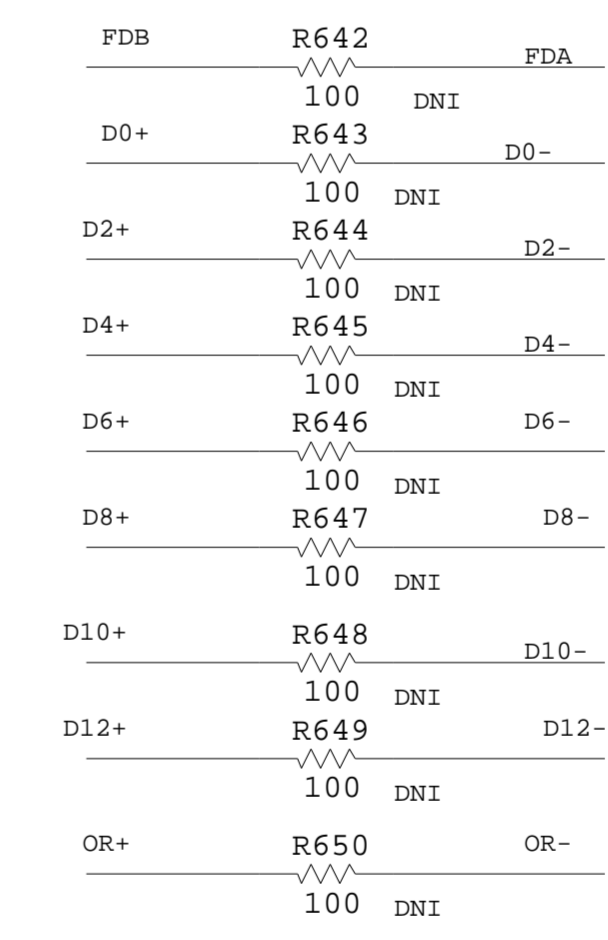 FDB R642 FDA
100 DNI
D0+ R643 D0-
100 DNI
D2+ R644 D2-
100 DNI
D4+ R645 D4-
100 DNI
D6+ R646 D6-
100 DNI
D8+ R647 D8-
100 DNI
D10+ R648 D10-
100 DNI
D12+ R649 D12-
100 DNI
OR+ R650 OR-
100 DNI